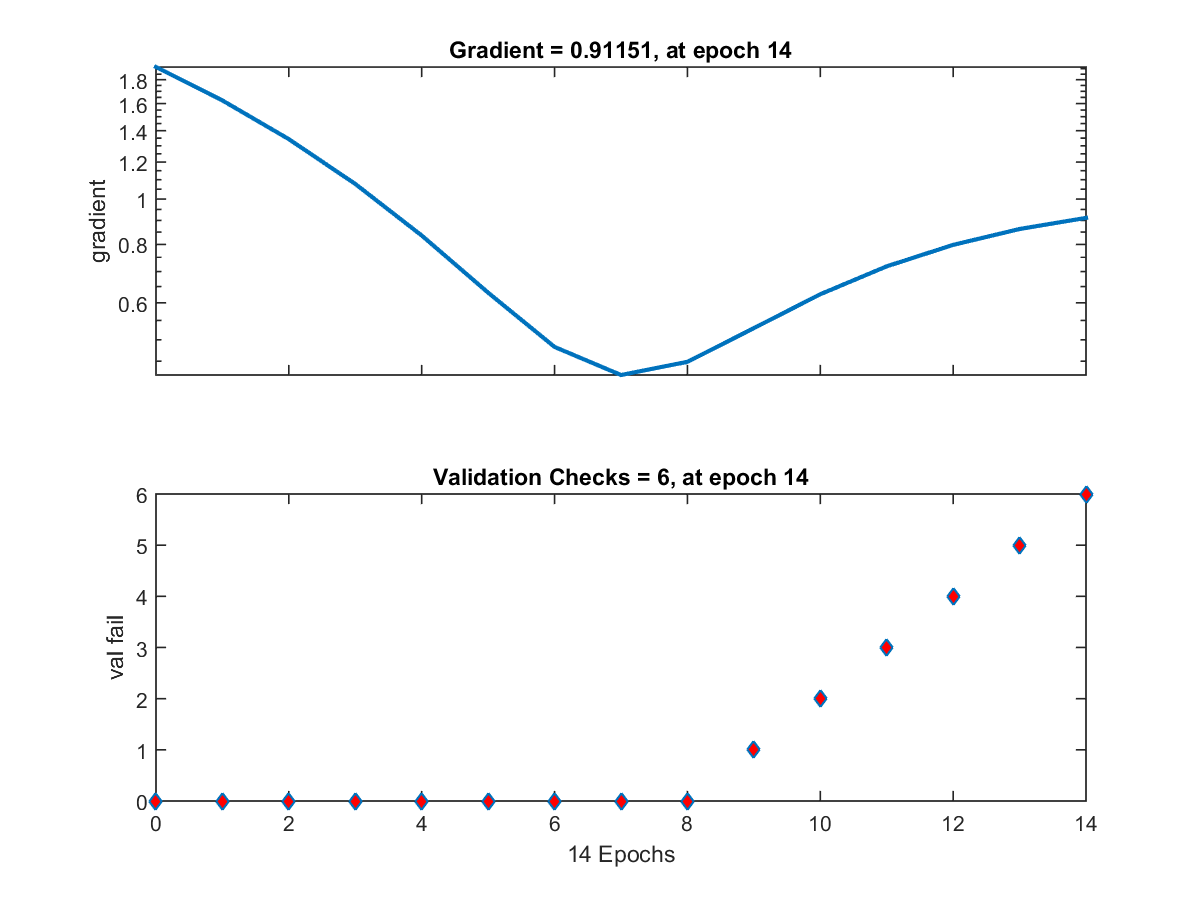 Gradient = 0.91151, at epoch 14
1.8
1.6
1.4
1.2
1
0.8
0.6
gradient
Validation Checks = 6, at epoch 14
6
5
4
3
2
1
0
val fail
0 2 4 6 8 10 12 14
14 Epochs